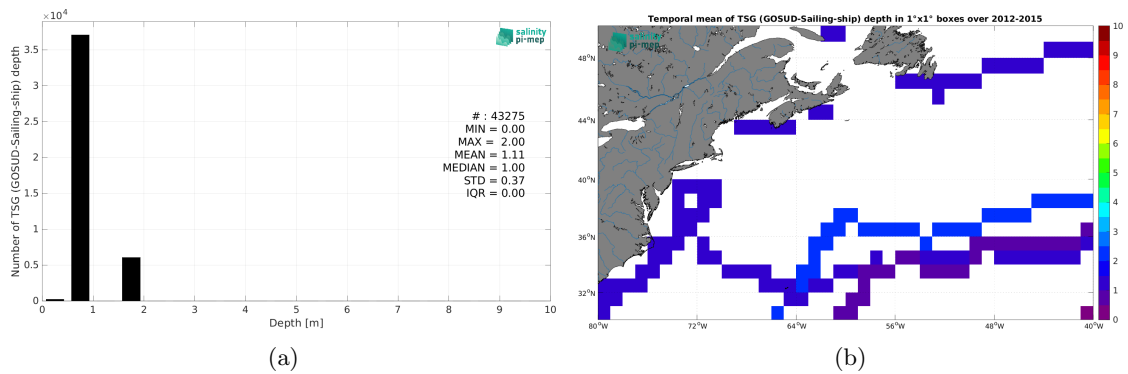 ×10⁴
3.5
3
2.5
2
1.5
1
0.5
0
Number of TSG (GOSUD-Sailing-ship) depth
salinity
pi-mep
# : 43275
MIN = 0.00
MAX = 2.00
MEAN = 1.11
MEDIAN = 1.00
STD = 0.37
IQR = 0.00
0 1 2 3 4 5 6 7 8 9 10
Depth [m]
(a)
Temporal mean of TSG (GOSUD-Sailing-ship) depth in 1°x1° boxes over 2012-2015
salinity
pi-mep
48°N
44°N
40°N
36°N
32°N
80°W 72°W 64°W 56°W 48°W 40°W
10
9
8
7
6
5
4
3
2
1
0
(b)